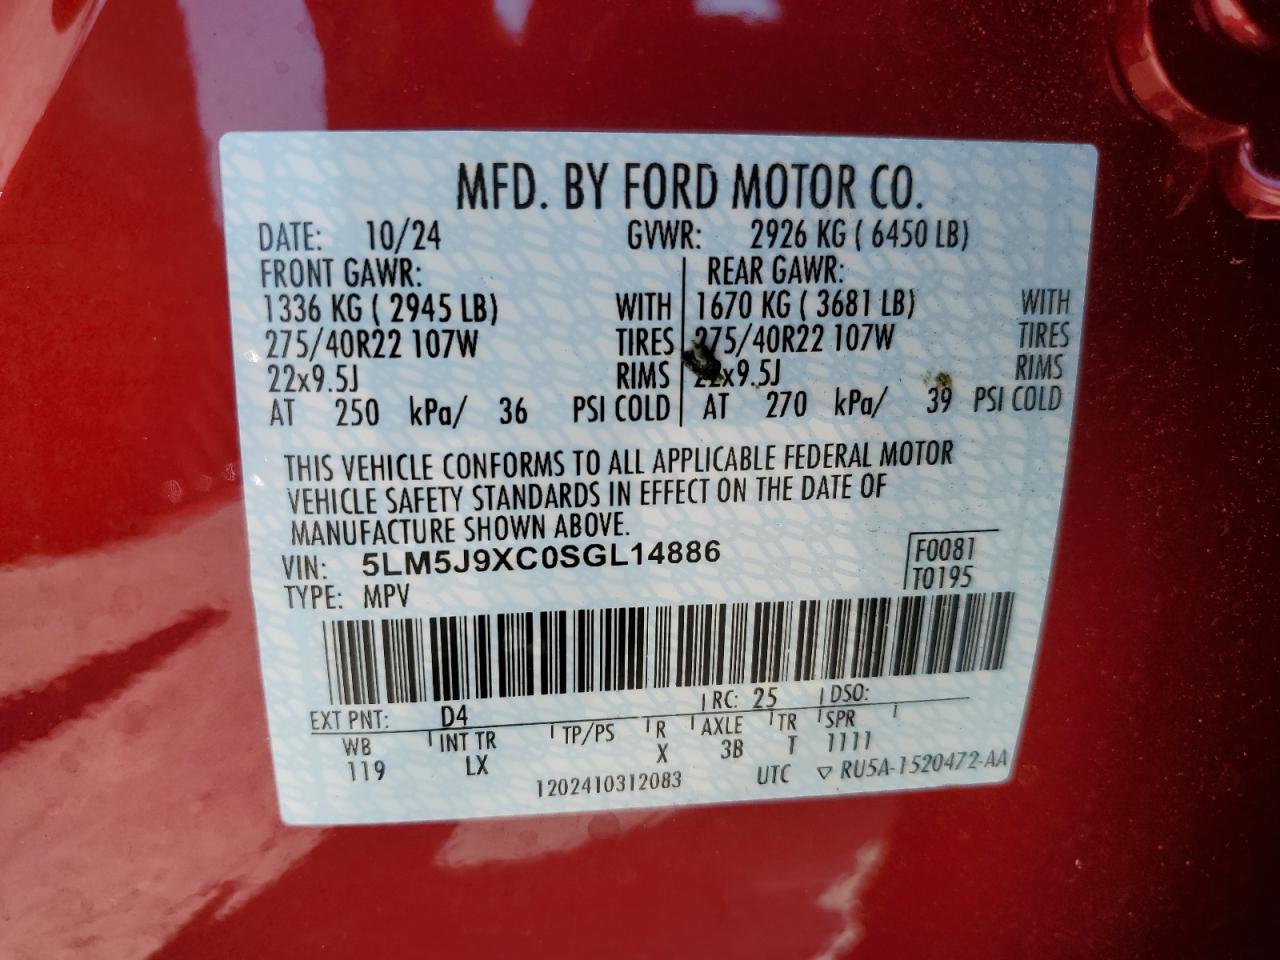 MFD. BY FORD MOTOR CO.
DATE: 10/24 GVWR: 2926 KG ( 6450 LB)
FRONT GAWR: REAR GAWR:
1336 KG ( 2945 LB) WITH 1670 KG ( 3681 LB) WITH
275/40R22 107W TIRES 275/40R22 107W TIRES
22x9.5J RIMS 22x9.5J RIMS
AT 250 kPa/ 36 PSI COLD AT 270 kPa/ 39 PSI COLD
THIS VEHICLE CONFORMS TO ALL APPLICABLE FEDERAL MOTOR
VEHICLE SAFETY STANDARDS IN EFFECT ON THE DATE OF
MANUFACTURE SHOWN ABOVE.
VIN: 5LM5J9XC0SGL14886 F0081
TYPE: MPV T0195
EXT PNT: D4 RC: 25 DSO:
WB INT TR TP/PS R AXLE TR SPR
119 LX X 3B T 1111
1202410312083 UTC ▽ RU5A-1520472-AA